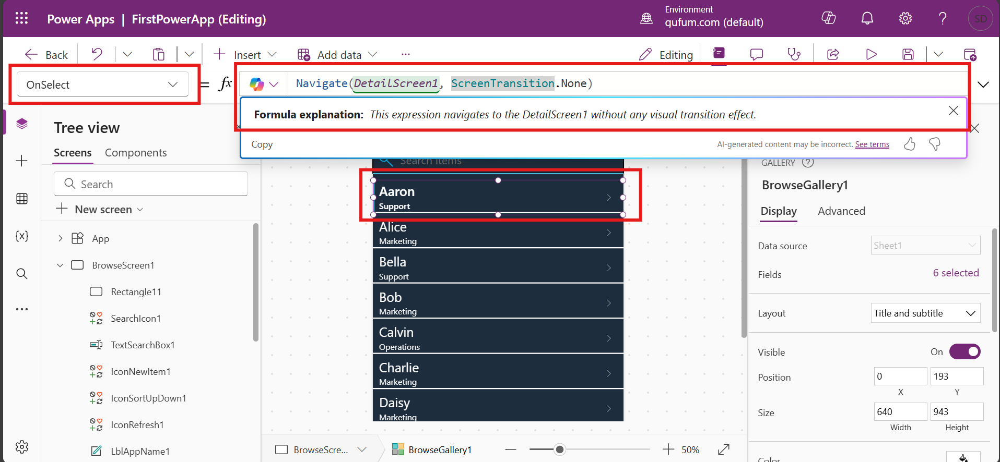 Power Apps | FirstPowerApp (Editing)
Environment
gufum.com (default)
SD
Back
Insert
Add data
...
Editing
OnSelect
= fx
Navigate(DetailScreen1, ScreenTransition.None)
Formula explanation: This expression navigates to the DetailScreen1 without any visual transition effect.
Copy
AI-generated content may be incorrect. See terms
Tree view
Screens
Components
Search
New screen
App
BrowseScreen1
Rectangle11
SearchIcon1
TextSearchBox1
IconNewItem1
IconSortUpDown1
IconRefresh1
LblAppName1
Search items
Aaron
Support
Alice
Marketing
Bella
Support
Bob
Marketing
Calvin
Operations
Charlie
Marketing
Daisy
Marketing
BrowseScre...
BrowseGallery1
50%
GALLERY
BrowseGallery1
Display
Advanced
Data source
Sheet1
Fields
6 selected
Layout
Title and subtitle
Visible
On
Position
0
193
X
Y
Size
640
943
Width
Height
Color